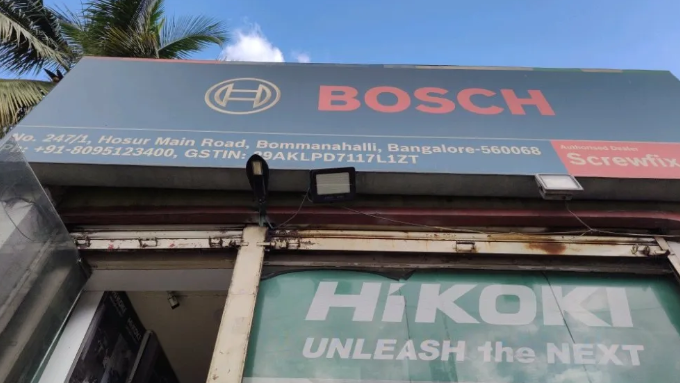 BOSCH
No. 247/1, Hosur Main Road, Bommanahalli, Bangalore-560068
+91-8095123400, GSTIN: 29AKLPD7117L1ZT
Authorised Dealer
Screwfix
HiKOKI
UNLEASH the NEXT